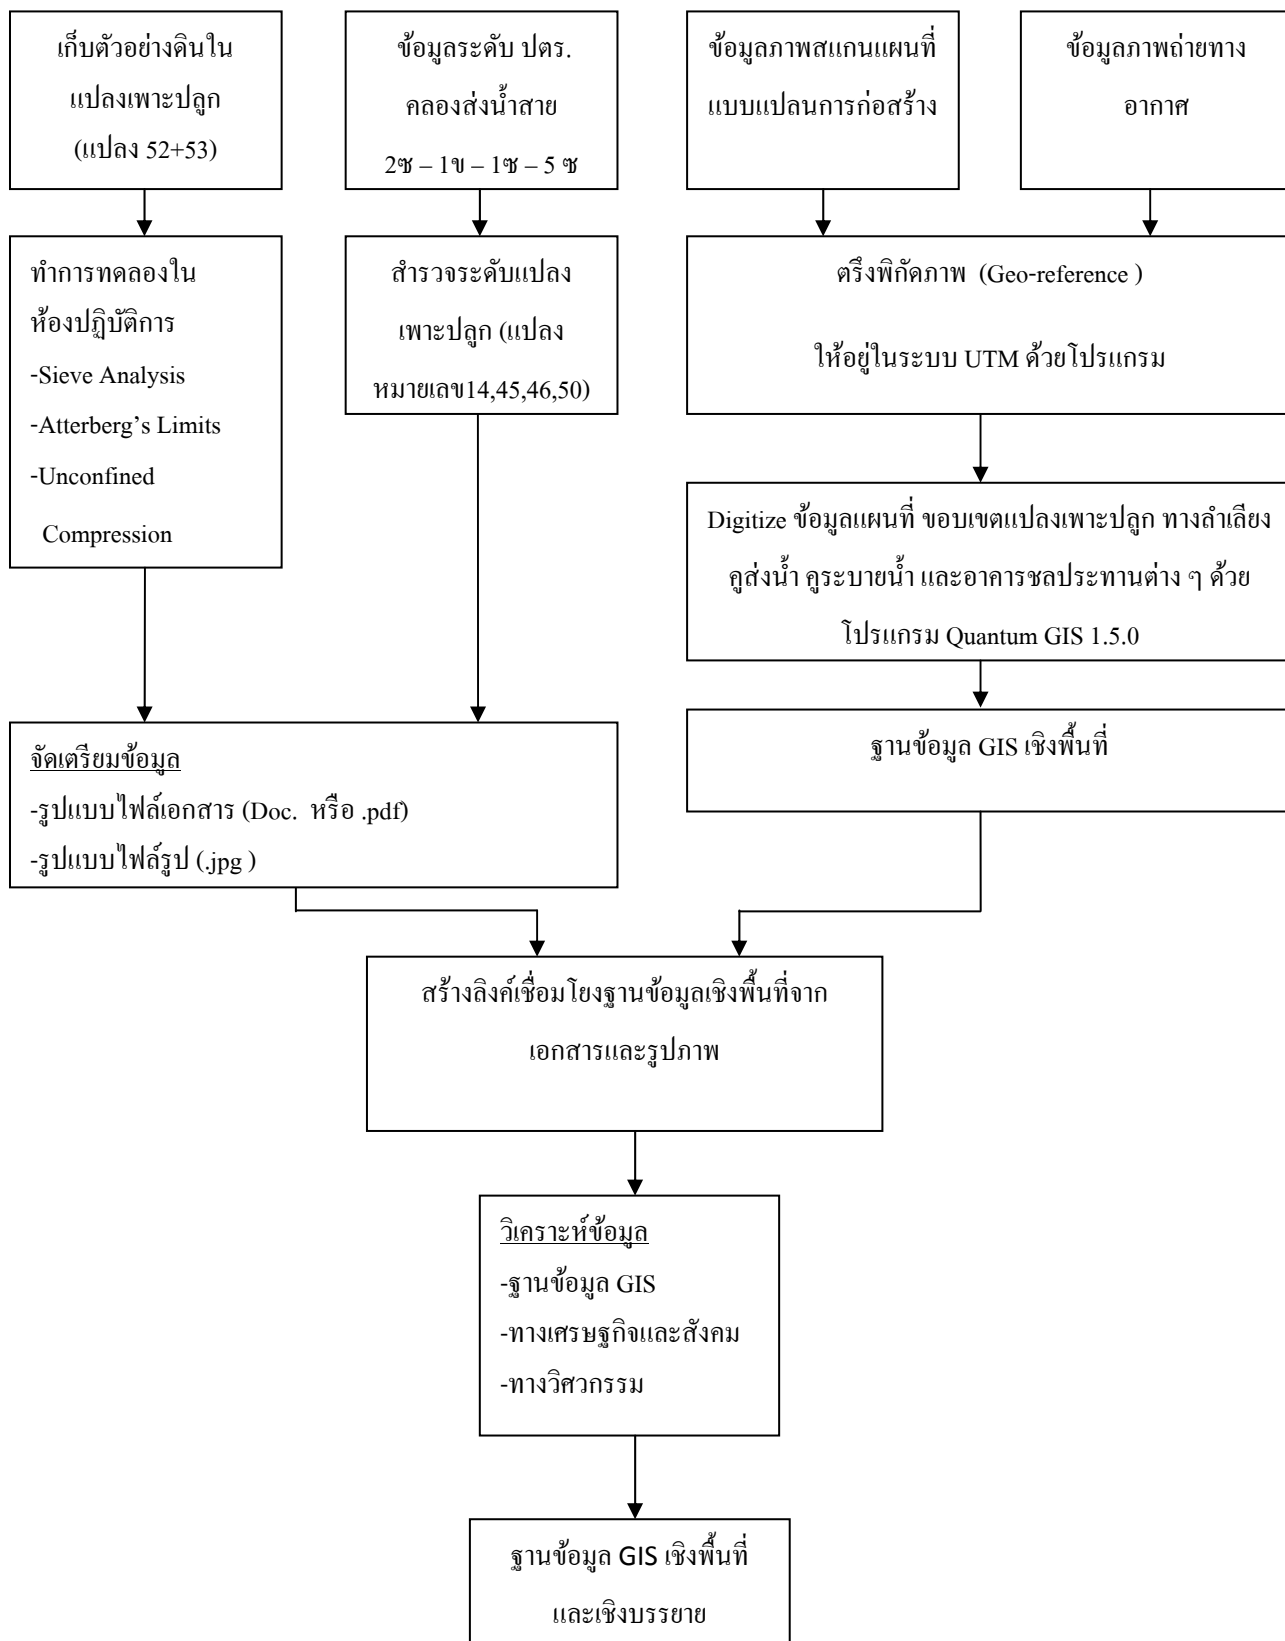 เก็บตัวอย่างดินใน
แปลงเพาะปลูก
(แปลง 52+53)
ข้อมูลระดับ ปตร.
คลองส่งน้ำสาย
2ซ – 1ข – 1ซ – 5 ซ
ข้อมูลภาพสแกนแผนที่
แบบแปลนการก่อสร้าง
ข้อมูลภาพถ่ายทาง
อากาศ
ทำการทดลองใน
ห้องปฏิบัติการ
-Sieve Analysis
-Atterberg’s Limits
-Unconfined
Compression
สำรวจระดับแปลง
เพาะปลูก (แปลง
หมายเลข14,45,46,50)
ตรึงพิกัดภาพ (Geo-reference )
ให้อยู่ในระบบ UTM ด้วยโปรแกรม
Digitize ข้อมูลแผนที่ ขอบเขตแปลงเพาะปลูก ทางลำเลียง
คูส่งน้ำ คูระบายน้ำ และอาคารชลประทานต่าง ๆ ด้วย
โปรแกรม Quantum GIS 1.5.0
จัดเตรียมข้อมูล
-รูปแบบไฟล์เอกสาร (Doc. หรือ .pdf)
-รูปแบบไฟล์รูป (.jpg )
ฐานข้อมูล GIS เชิงพื้นที่
สร้างลิงค์เชื่อมโยงฐานข้อมูลเชิงพื้นที่จาก
เอกสารและรูปภาพ
วิเคราะห์ข้อมูล
-ฐานข้อมูล GIS
-ทางเศรษฐกิจและสังคม
-ทางวิศวกรรม
ฐานข้อมูล GIS เชิงพื้นที่
และเชิงบรรยาย